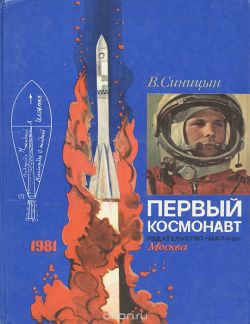 В. Синицын
ПЕРВЫЙ
КОСМОНАВТ
ИЗДАТЕЛЬСТВО «МАЛЫШ»
Москва
1981